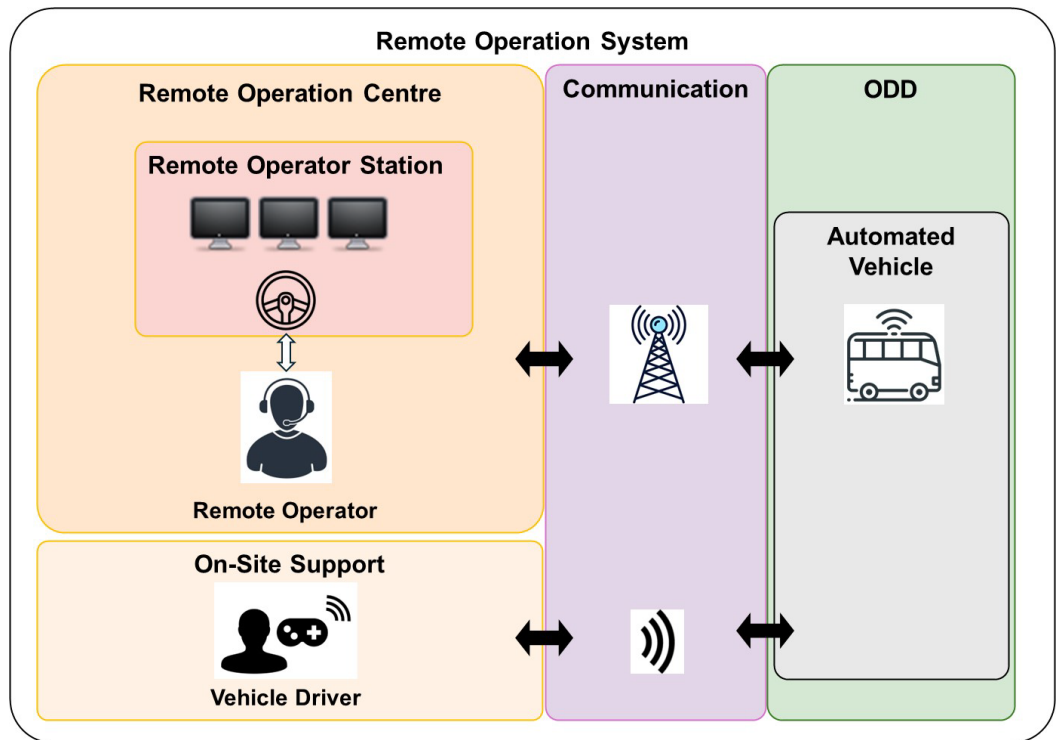 Remote Operation System
Remote Operation Centre
Communication
ODD
Remote Operator Station
Automated
Vehicle
Remote Operator
On-Site Support
Vehicle Driver